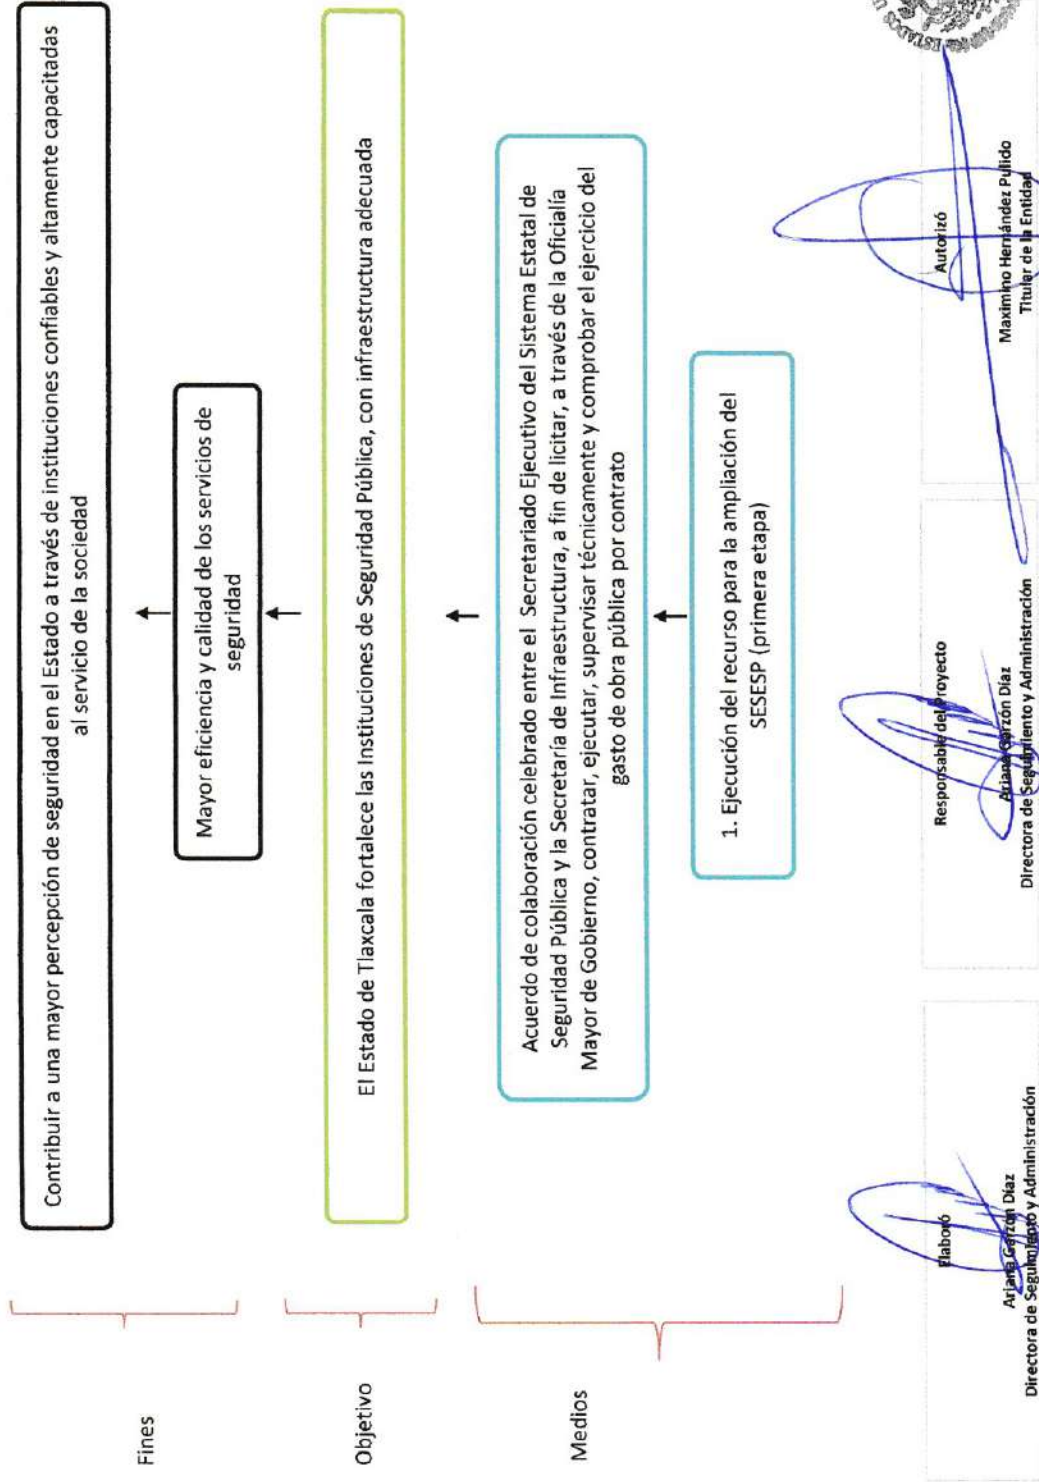 Fines
Contribuir a una mayor percepción de seguridad en el Estado a través de instituciones confiables y altamente capacitadas
al servicio de la sociedad
Mayor eficiencia y calidad de los servicios de
seguridad
Objetivo
El Estado de Tlaxcala fortalece las Instituciones de Seguridad Pública, con infraestructura adecuada
Medios
Acuerdo de colaboración celebrado entre el Secretariado Ejecutivo del Sistema Estatal de
Seguridad Pública y la Secretaría de Infraestructura, a fin de licitar, a través de la Oficialía
Mayor de Gobierno, contratar, ejecutar, supervisar técnicamente y comprobar el ejercicio del
gasto de obra pública por contrato
1. Ejecución del recurso para la ampliación del
SESESP (primera etapa)
Elaboró
Ariana Garzón Díaz
Directora de Seguimiento y Administración
Responsable del Proyecto
Ariana Garzón Díaz
Directora de Seguimiento y Administración
Autorizó
Maximino Hernández Pulido
Titular de la Entidad
ESTADOS U